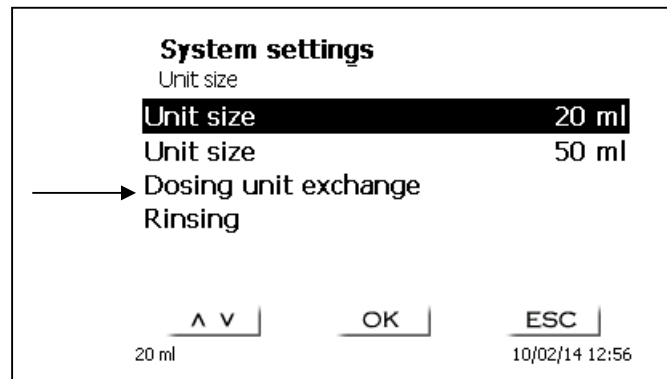 System settings
Unit size
Unit size 20 ml
Unit size 50 ml
Dosing unit exchange
Rinsing
∧ ∨ OK ESC
20 ml 10/02/14 12:56